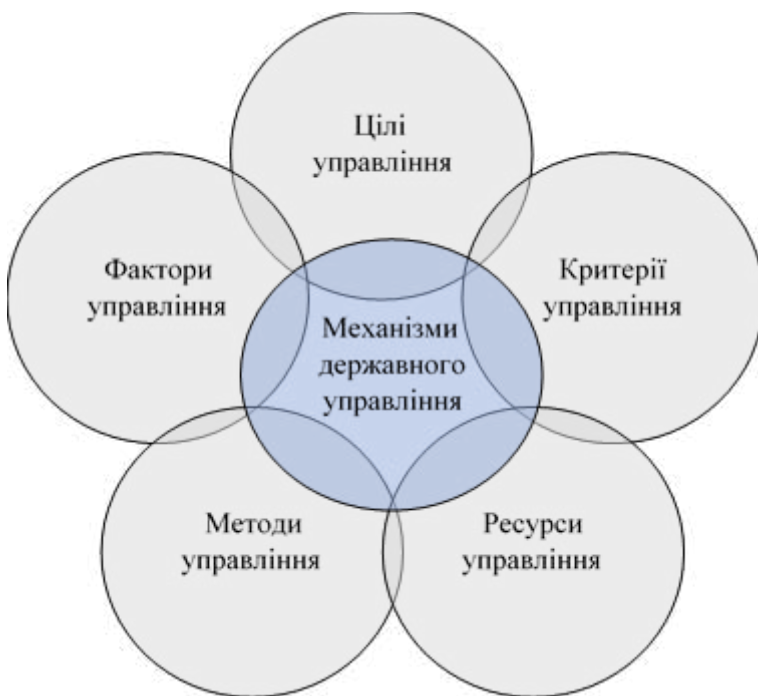 Цілі
управління
Фактори
управління
Критерії
управління
Механізми
державного
управління
Методи
управління
Ресурси
управління